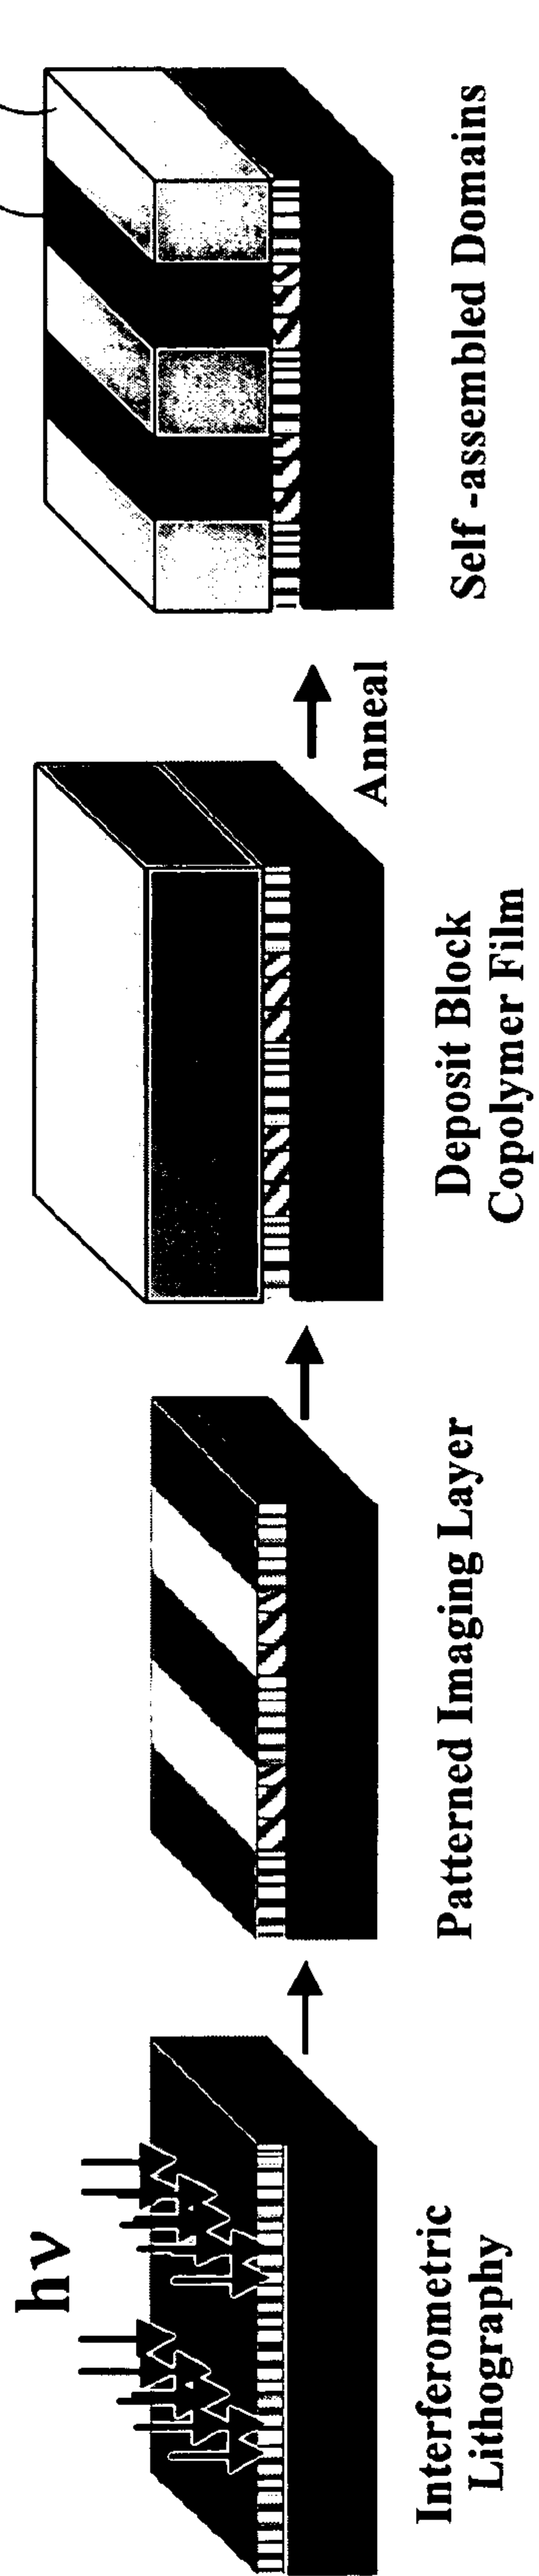 hν
Interferometric
Lithography
Patterned Imaging Layer
Deposit Block
Copolymer Film
Anneal
Self -assembled Domains